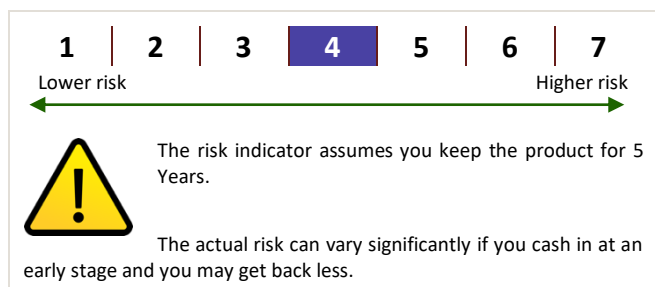 1 2 3 4 5 6 7
Lower risk Higher risk
The risk indicator assumes you keep the product for 5
Years.
The actual risk can vary significantly if you cash in at an
early stage and you may get back less.